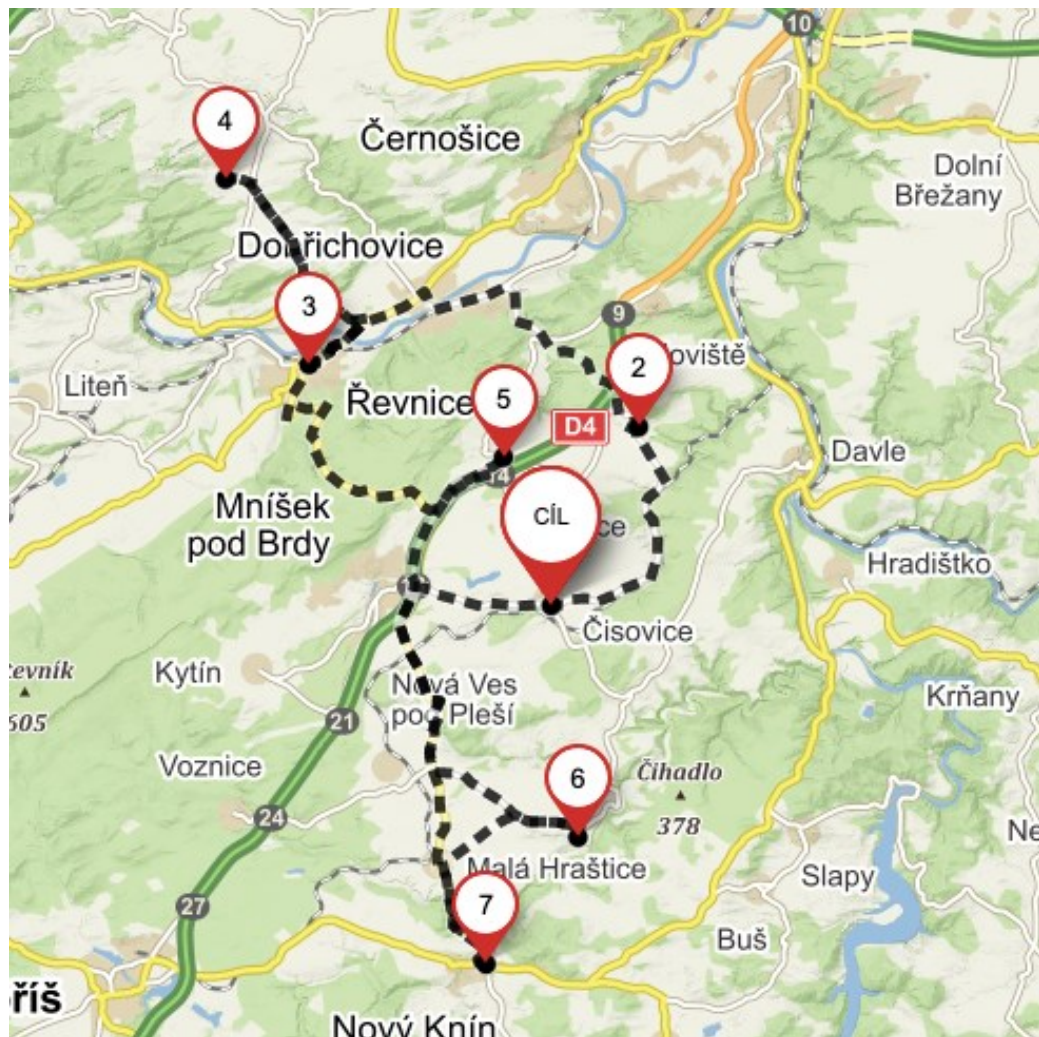 10
4
Černošice
Dolní
Břežany
Dobřichovice
3
9
2
Liteň
Řevnice
5
D4
14
Davle
Mníšek
pod Brdy
CÍL
Hradištko
Čisovice
Kytín
605
Nová Ves
pod Pleší
Krňany
21
Voznice
6
Čihadlo
378
24
Malá Hraštice
Slapy
27
7
Buš
Nový Knín